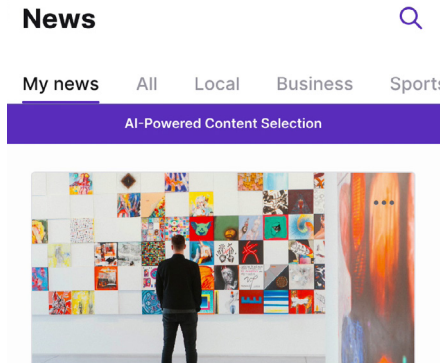 News
My news All Local Business Sports
AI-Powered Content Selection